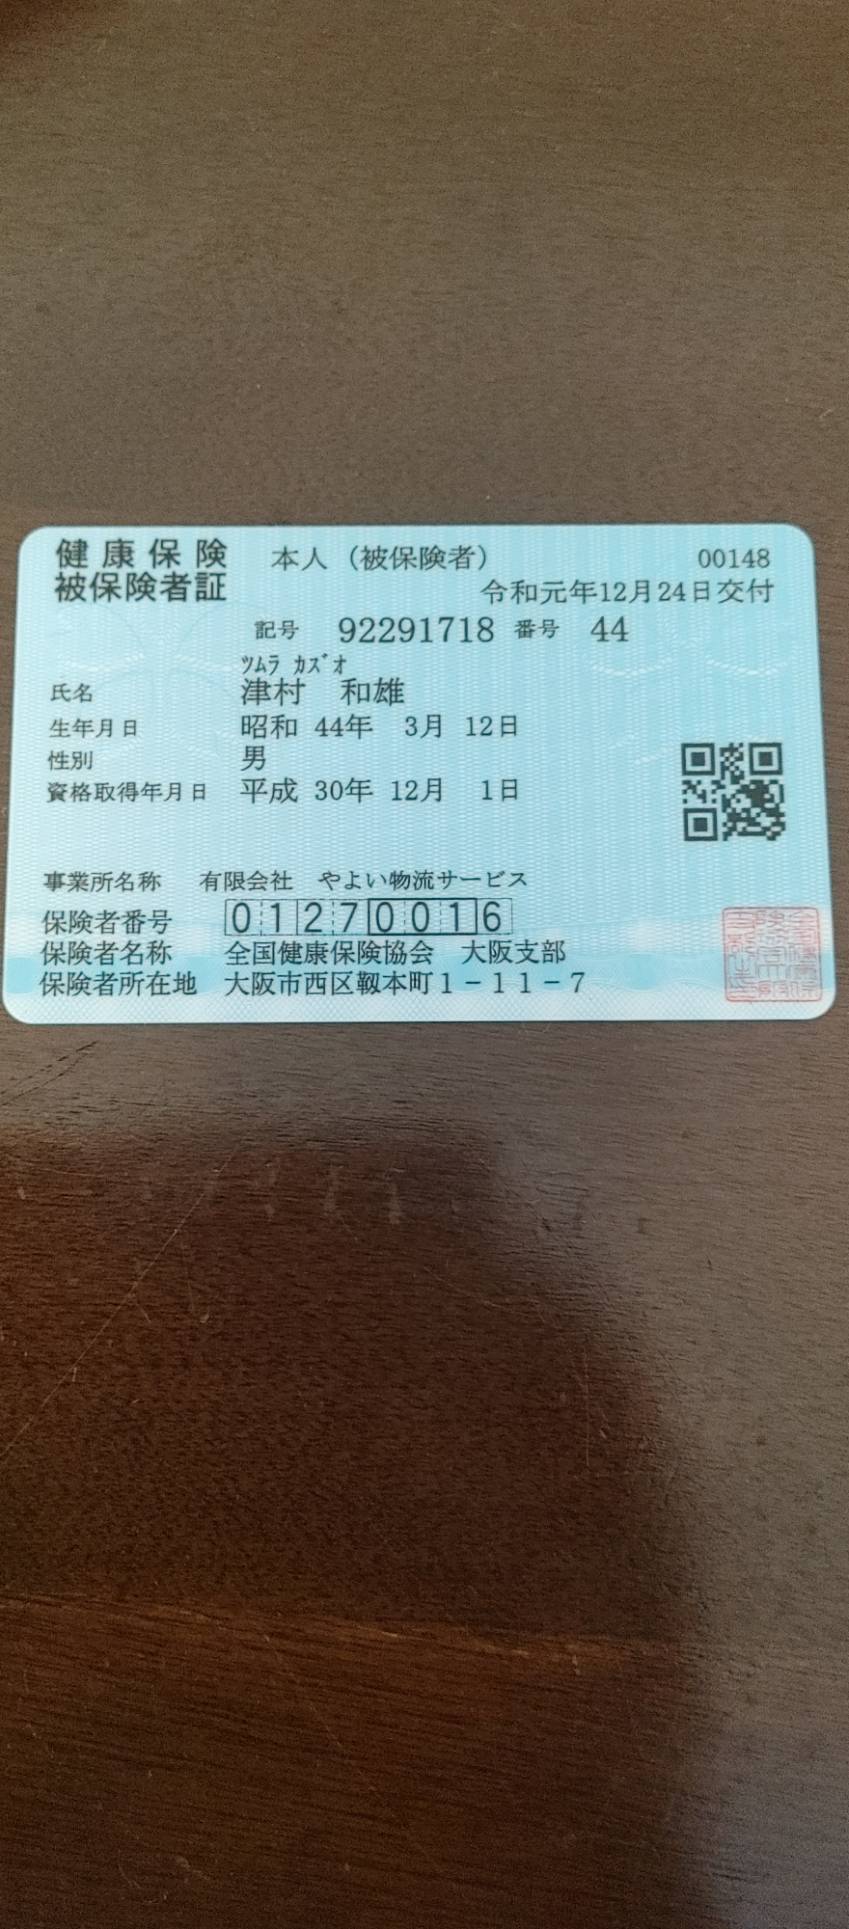 健康保険 本人（被保険者） 00148
被保険者証 令和元年12月24日交付
記号 92291718 番号 44
ﾂﾑﾗ ｶｽﾞｵ
氏名 津村 和雄
生年月日 昭和 44年 3月 12日
性別 男
資格取得年月日 平成 30年 12月 1日
事業所名称 有限会社 やよい物流サービス
保険者番号 01270016
保険者名称 全国健康保険協会 大阪支部
保険者所在地 大阪市西区靱本町１－１１－７